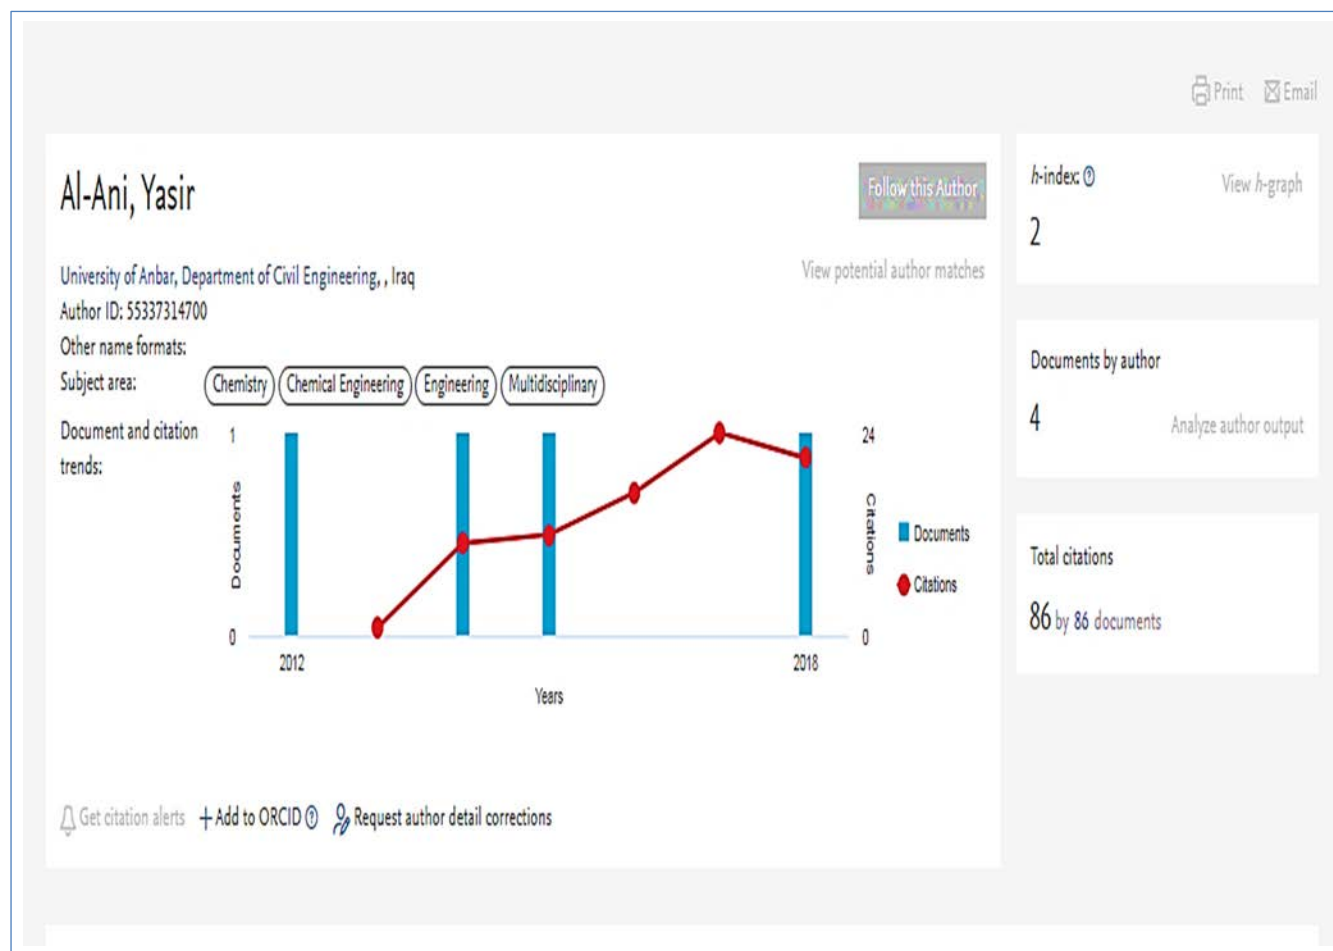 Print Email
Al-Ani, Yasir
Follow this Author
University of Anbar, Department of Civil Engineering, , Iraq
View potential author matches
Author ID: 55337314700
Other name formats:
Subject area:
Chemistry Chemical Engineering Engineering Multidisciplinary
Document and citation
trends:
1
24
Documents
Citations
Documents
Citations
0
0
2012
2018
Years
Get citation alerts +Add to ORCID Request author detail corrections
h-index:
View h-graph
2
Documents by author
4
Analyze author output
Total citations
86 by 86 documents